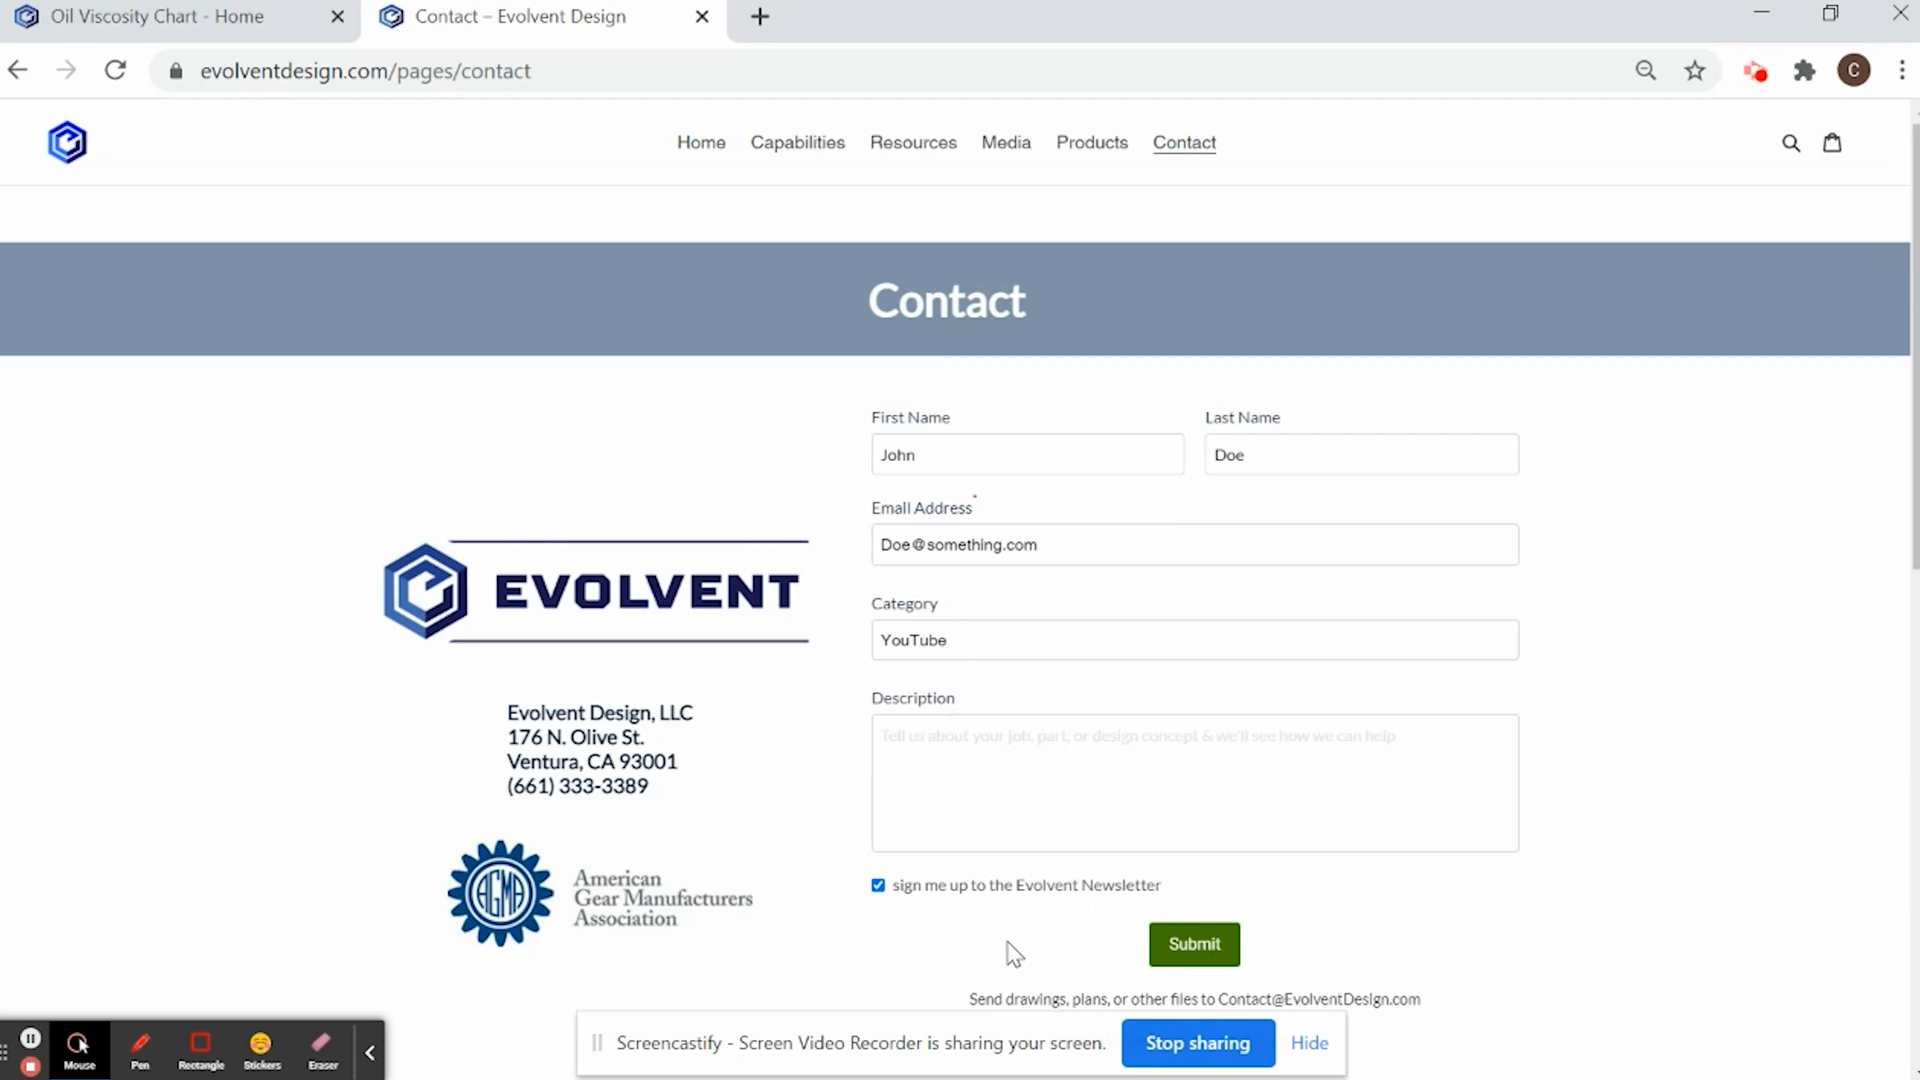 Oil Viscosity Chart - Home
Contact – Evolvent Design
evolventdesign.com/pages/contact
C
Home Capabilities Resources Media Products Contact
Contact
First Name Last Name
John Doe
Email Address*
Doe@something.com
Category
YouTube
Description
Tell us about your job, part, or design concept & we'll see how we can help
sign me up to the Evolvent Newsletter
Submit
Send drawings, plans, or other files to Contact@EvolventDesign.com
EVOLVENT
Evolvent Design, LLC
176 N. Olive St.
Ventura, CA 93001
(661) 333-3389
AGMA
American
Gear Manufacturers
Association
Mouse Pen Rectangle Stickers Eraser
Screencastify - Screen Video Recorder is sharing your screen. Stop sharing Hide